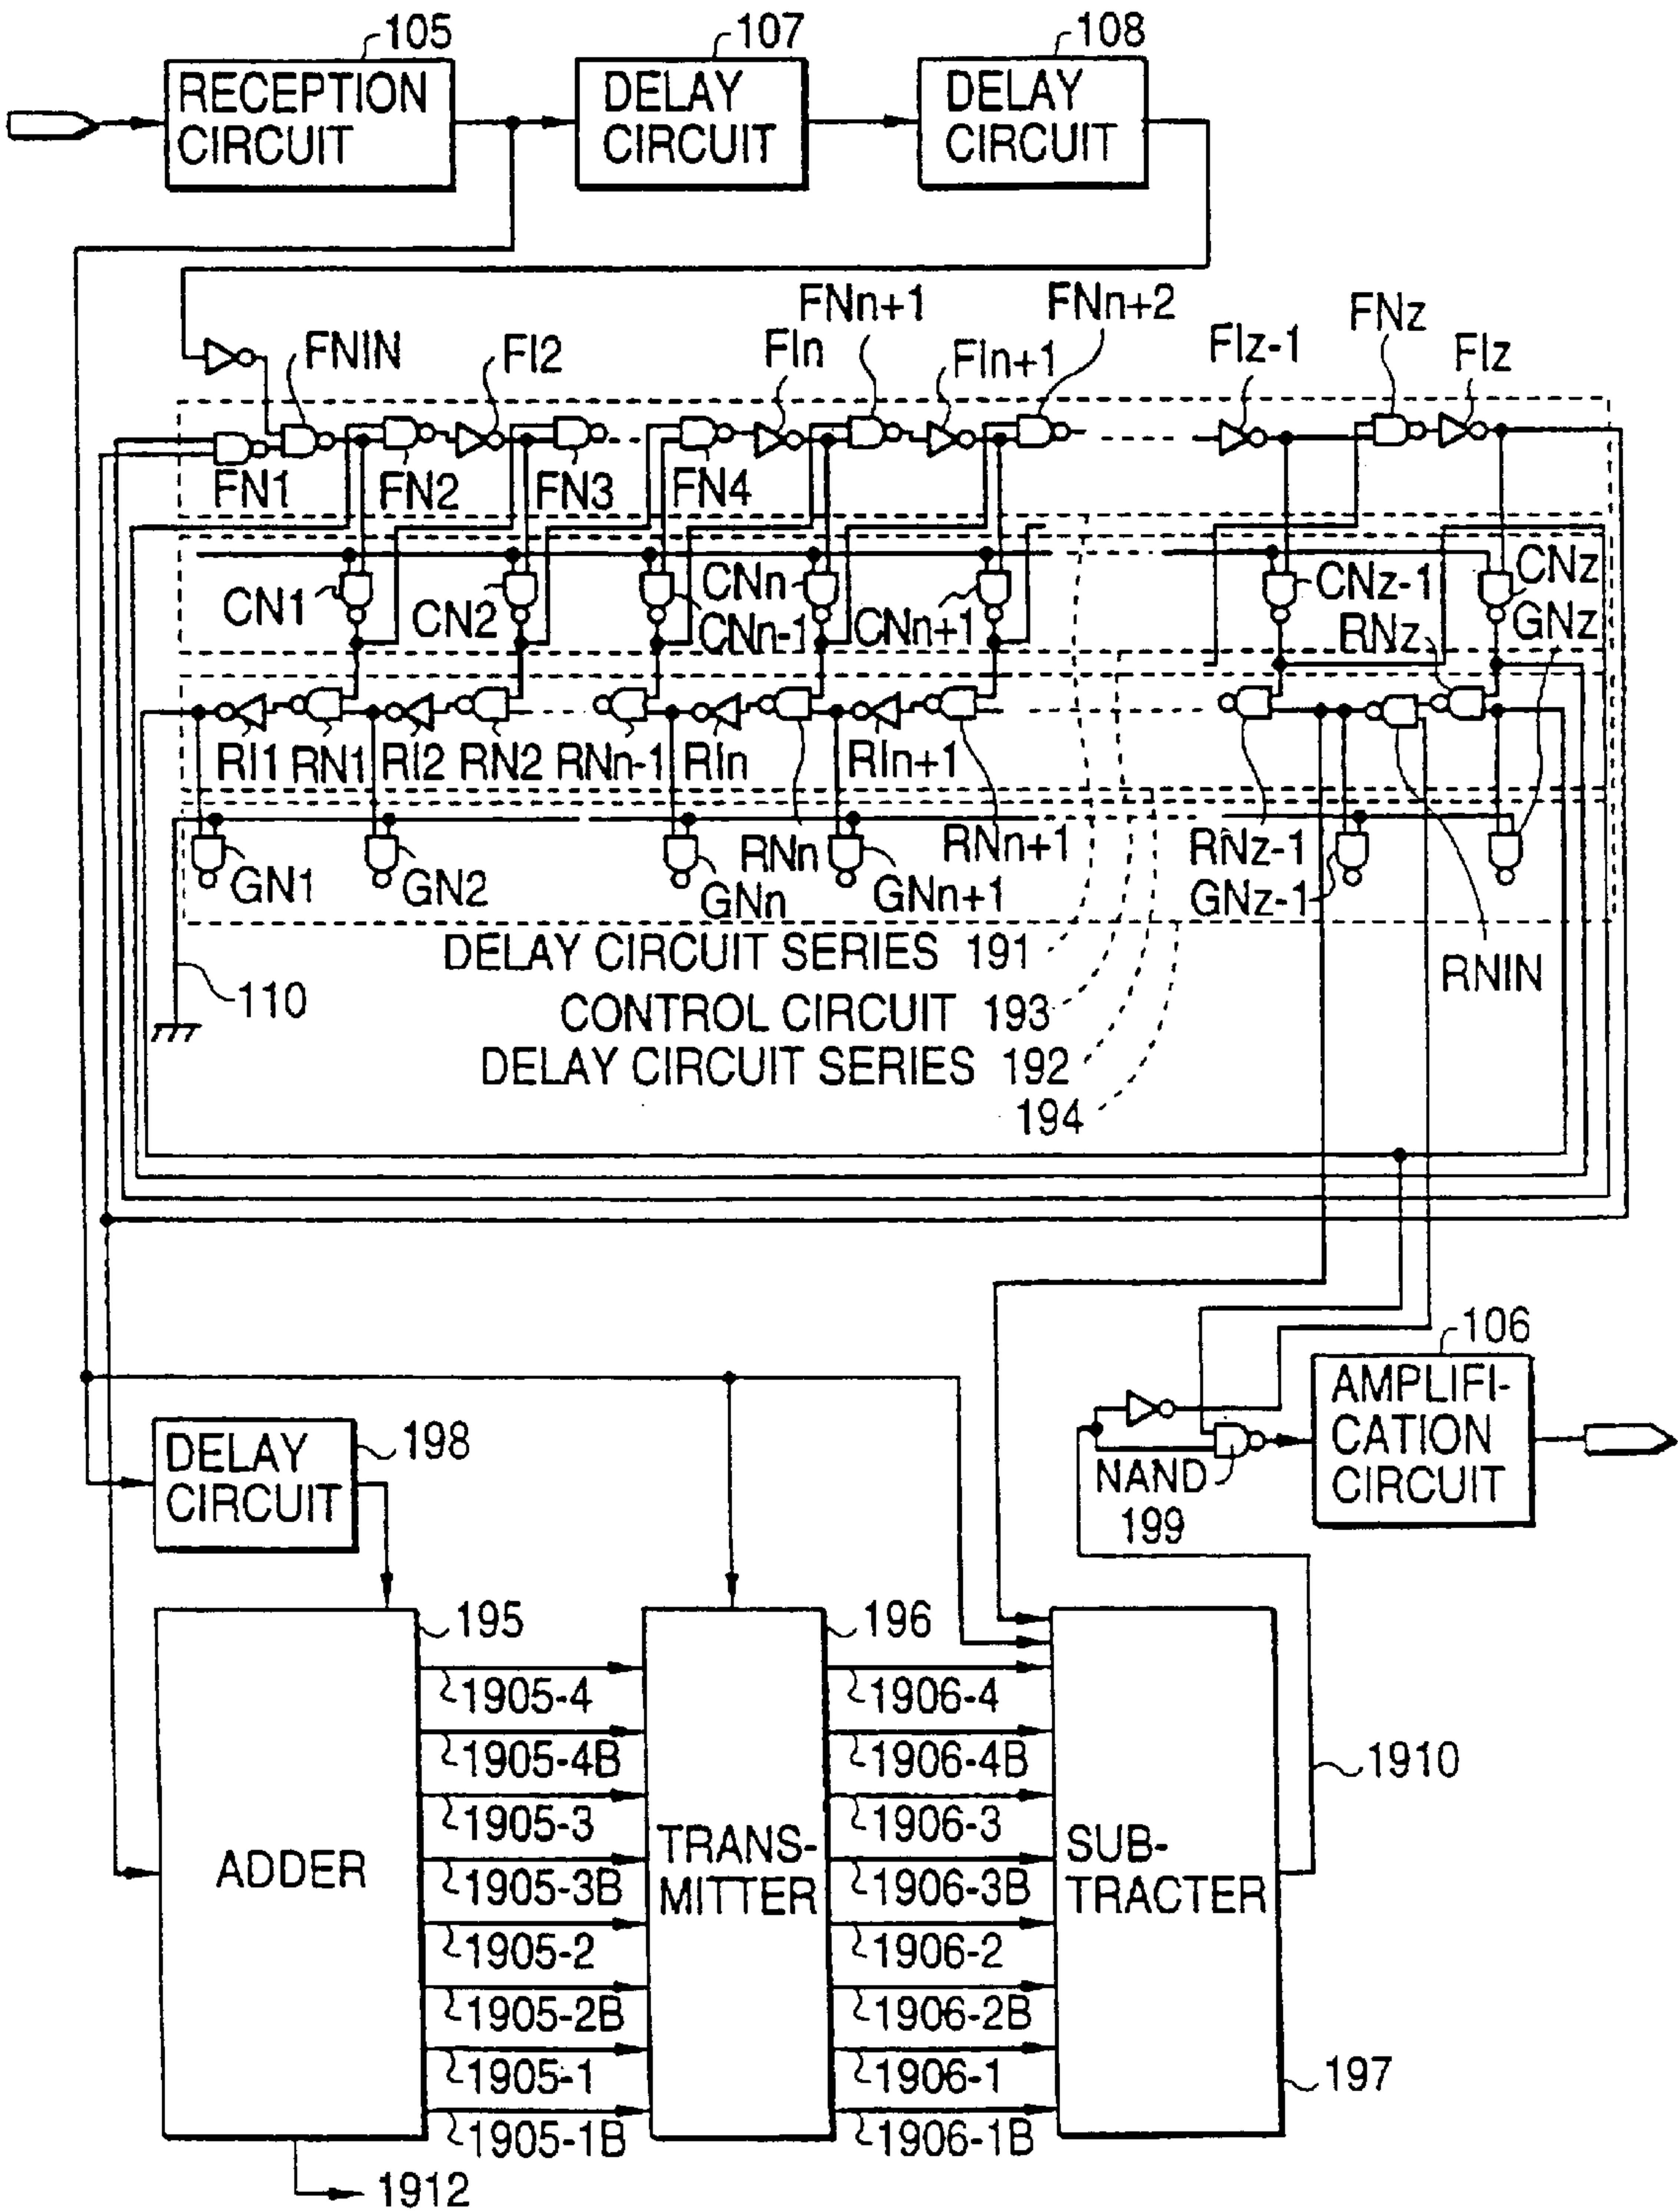 105
107
108
RECEPTION
CIRCUIT
DELAY
CIRCUIT
DELAY
CIRCUIT
FNn+1
FNn+2
FNz
FNIN
FI2
FIn
FIn+1
FIz-1
FIz
FN1
FN2
FN3
FN4
CN1
CN2
CNn
CNn-1
CNn+1
CNz-1
CNz
RNz
GNz
RI1
RN1
RI2
RN2
RNn-1
RIn
RIn+1
GN1
GN2
GNn
RNn
GNn+1
RNn+1
RNz-1
GNz-1
RNIN
110
DELAY CIRCUIT SERIES 191
CONTROL CIRCUIT 193
DELAY CIRCUIT SERIES 192
194
106
AMPLIFI-
CATION
CIRCUIT
NAND
199
DELAY
CIRCUIT
198
195
196
1905-4
1906-4
1905-4B
1906-4B
1910
1905-3
1906-3
ADDER
TRANS-
MITTER
SUB-
TRACTER
1905-3B
1906-3B
1905-2
1906-2
1905-2B
1906-2B
1905-1
1906-1
197
1905-1B
1906-1B
1912